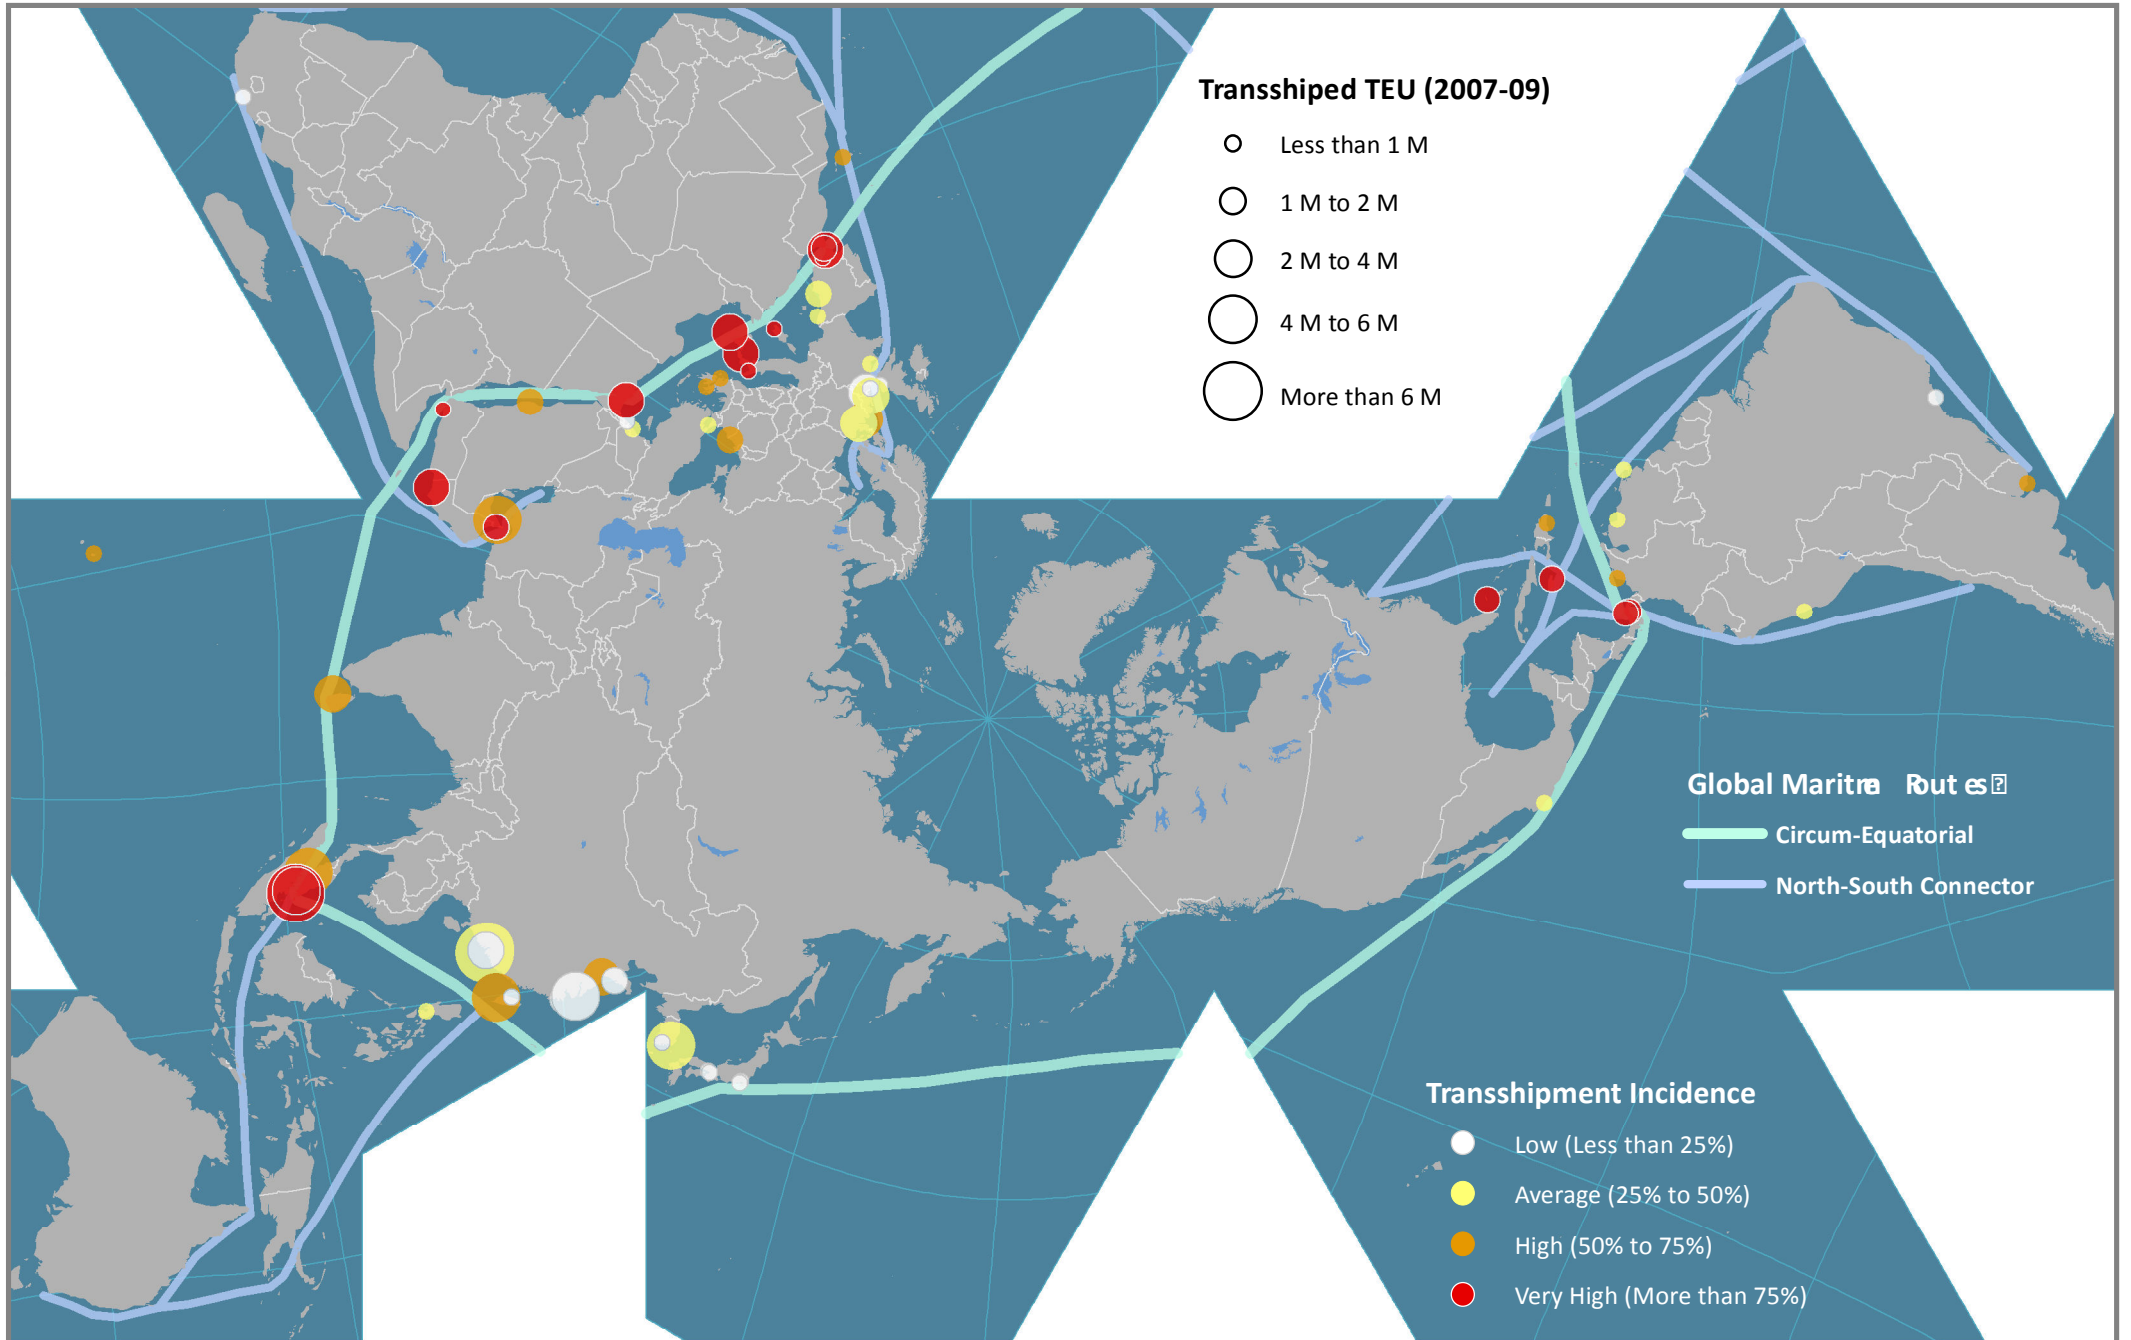 Transshiped TEU (2007-09)
Less than 1 M
1 M to 2 M
2 M to 4 M
4 M to 6 M
More than 6 M
Global Maritme Routes
Circum-Equatorial
North-South Connector
Transshipment Incidence
Low (Less than 25%)
Average (25% to 50%)
High (50% to 75%)
Very High (More than 75%)